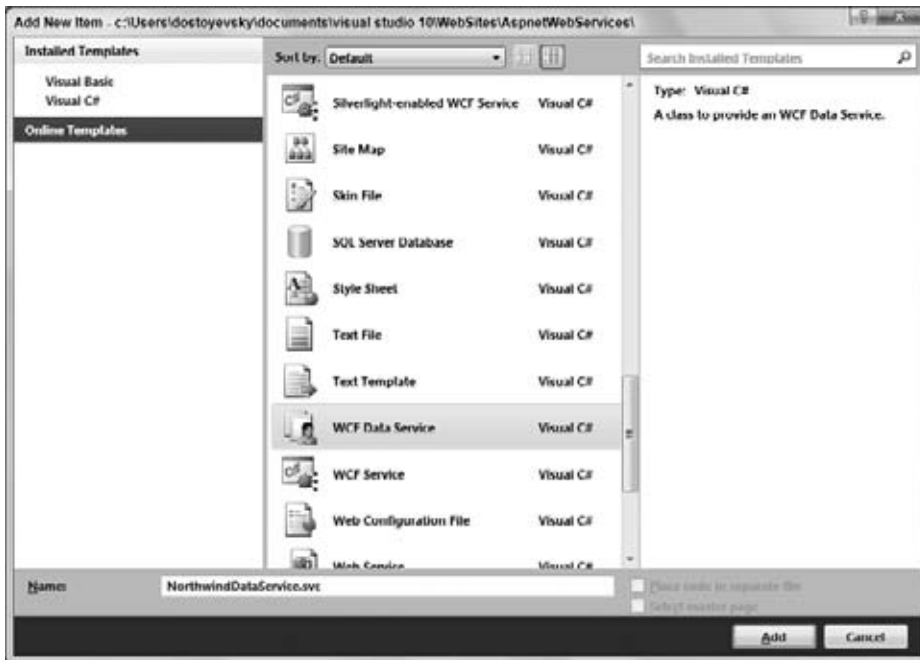 Add New Item - c:\Users\dostoyevsky\documents\visual studio 10\WebSites\AspnetWebServices\
Installed Templates
Visual Basic
Visual C#
Online Templates
Sort by: Default
Search Installed Templates
Silverlight-enabled WCF Service Visual C#
Site Map Visual C#
Skin File Visual C#
SQL Server Database Visual C#
Style Sheet Visual C#
Text File Visual C#
Text Template Visual C#
WCF Data Service Visual C#
WCF Service Visual C#
Web Configuration File Visual C#
Web Service Visual C#
Type: Visual C#
A class to provide an WCF Data Service.
Name: NorthwindDataService.svc
Place code in separate file
Select master page
Add Cancel